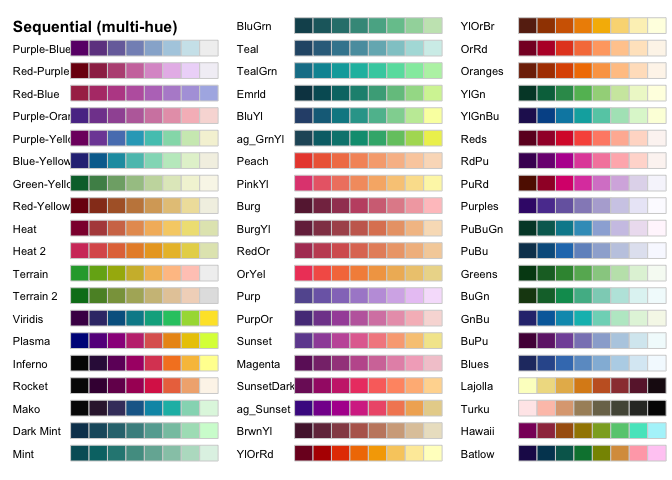 Sequential (multi-hue)
Purple-Blue
Red-Purple
Red-Blue
Purple-Oran
Purple-Yello
Blue-Yellow
Green-Yello
Red-Yellow
Heat
Heat 2
Terrain
Terrain 2
Viridis
Plasma
Inferno
Rocket
Mako
Dark Mint
Mint
BluGrn
Teal
TealGrn
Emrld
BluYl
ag_GrnYl
Peach
PinkYl
Burg
BurgYl
RedOr
OrYel
Purp
PurpOr
Sunset
Magenta
SunsetDark
ag_Sunset
BrwnYl
YlOrRd
YlOrBr
OrRd
Oranges
YlGn
YlGnBu
Reds
RdPu
PuRd
Purples
PuBuGn
PuBu
Greens
BuGn
GnBu
BuPu
Blues
Lajolla
Turku
Hawaii
Batlow